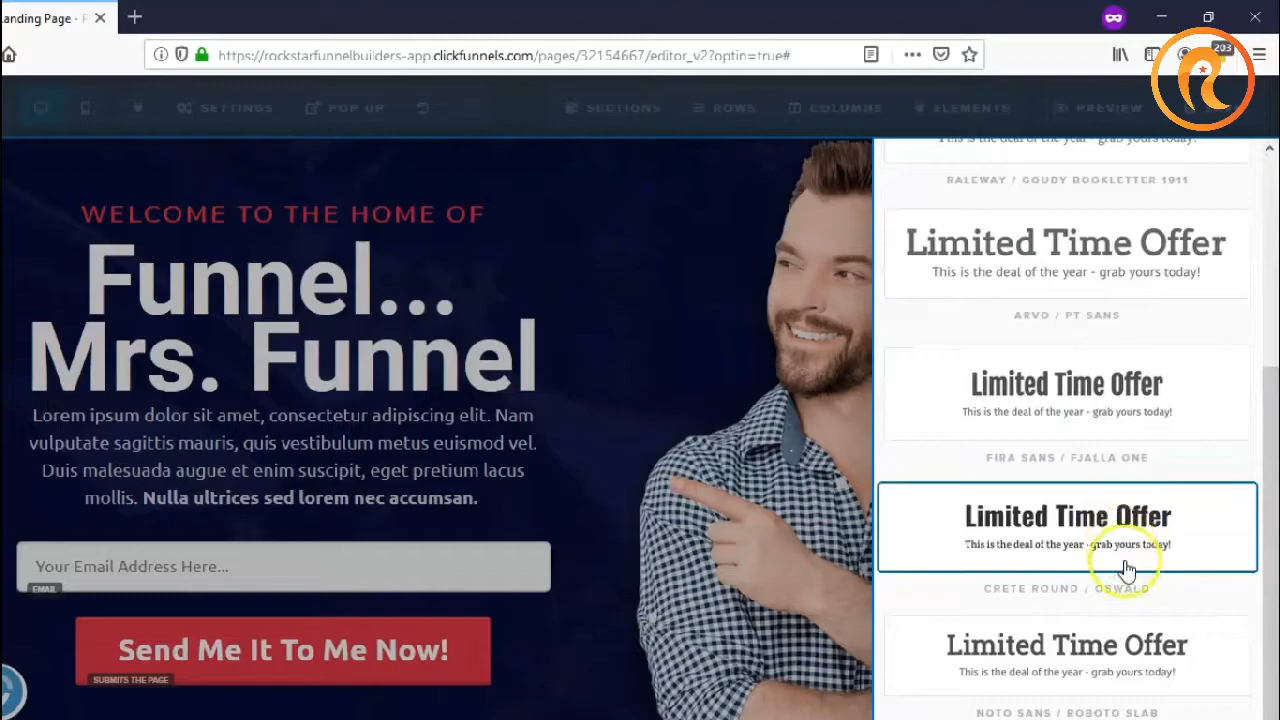 Landing Page -
203
https://rockstarfunnelbuilders-app.clickfunnels.com/pages/32154667/editor_v2?optin=true#
SETTINGS
POP UP
SECTIONS
ROWS
COLUMNS
ELEMENTS
PREVIEW
WELCOME TO THE HOME OF
Funnel...
Mrs. Funnel
Lorem ipsum dolor sit amet, consectetur adipiscing elit. Nam
vulputate sagittis mauris, quis vestibulum metus euismod vel.
Duis malesuada augue et enim suscipit, eget pretium lacus
mollis. Nulla ultrices sed lorem nec accumsan.
Your Email Address Here...
EMAIL
Send Me It To Me Now!
SUBMITS THE PAGE
This is the deal of the year - grab yours today!
RALEWAY / GOUDY BOOKLETTER 1911
Limited Time Offer
This is the deal of the year - grab yours today!
ARVO / PT SANS
Limited Time Offer
This is the deal of the year - grab yours today!
FIRA SANS / FJALLA ONE
Limited Time Offer
This is the deal of the year - grab yours today!
CRETE ROUND / OSWALD
Limited Time Offer
This is the deal of the year - grab yours today!
NOTO SANS / ROBOTO SLAB